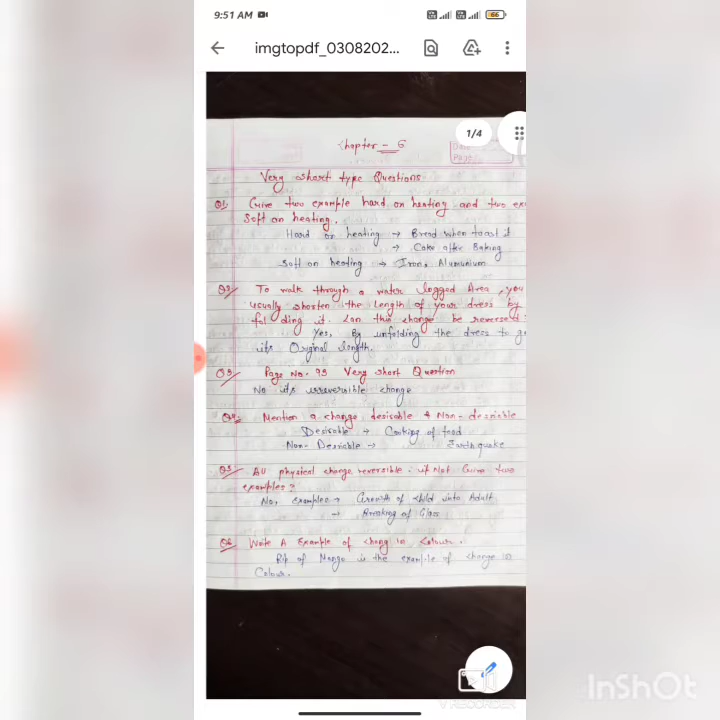 9:51 AM
66
imgtopdf_0308202...
1/4
Chapter - 6
Page
Very short type Questions
Q1 Give two example hard on heating and two ex
Soft on heating.
Hard on heating → Bread when toast it
→ Cake after Baking
Soft on heating → Iron, Alumunium
Q2 To walk through a water logged Area, you
usually shorten the length of your dress by
folding it. Can this change be reversed
Yes, By unfolding the dress to g
its Orginal length.
Q3 Page No. 93 Very Short Question
No its irreversible change
Q4 Mention a change desirable & Non-desirable
Desirable → Cooking of food
Non-Desirable → Earthquake
Q5 All physical change reversible. if Not Give two
examples?
No, Examples → Growth of child into Adult
→ Breaking of Glass
Q6 Write A Example of chang in Colour.
Rip of Mango is the example of change in
Colour.
InShOt